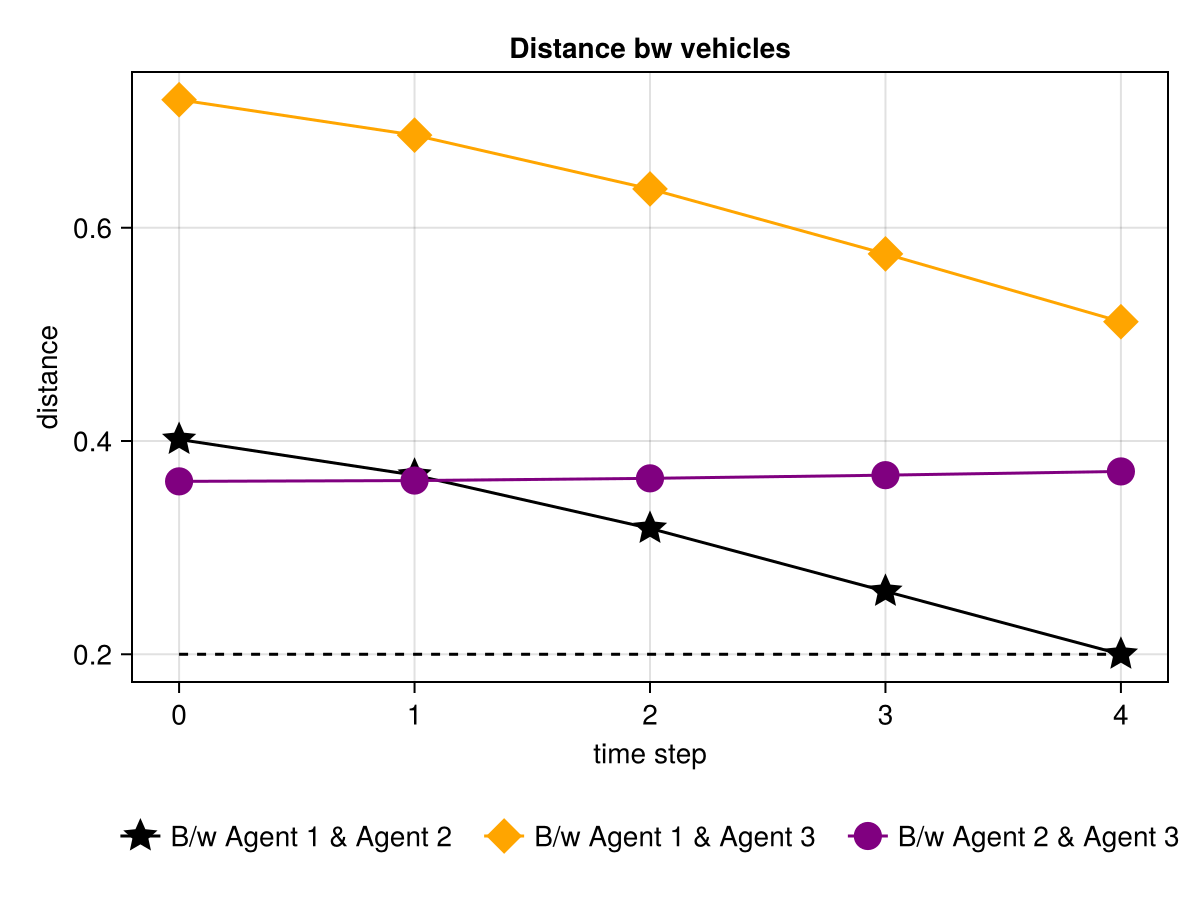 Distance bw vehicles
distance
0.6
0.4
0.2
0 1 2 3 4
time step
B/w Agent 1 & Agent 2 B/w Agent 1 & Agent 3 B/w Agent 2 & Agent 3